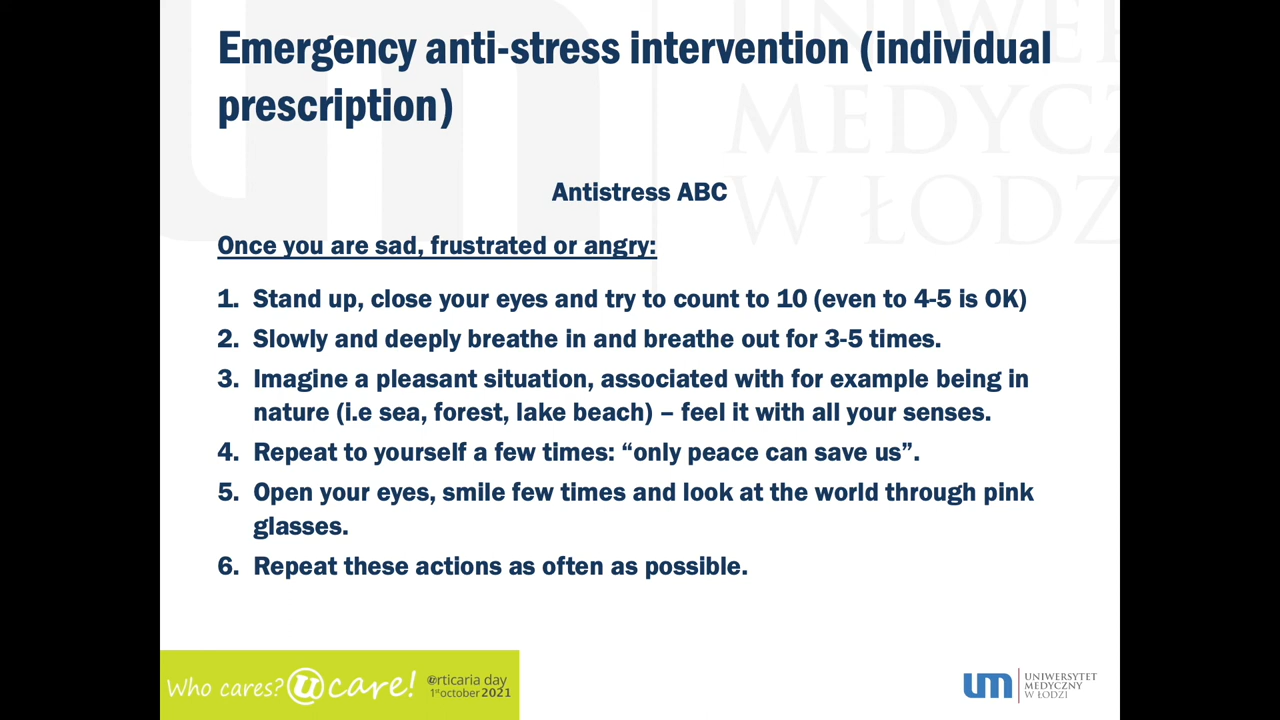 Emergency anti-stress intervention (individual
prescription)
UNIWER
MEDYCZ
W ŁODZI
Antistress ABC
Once you are sad, frustrated or angry:
1. Stand up, close your eyes and try to count to 10 (even to 4-5 is OK)
2. Slowly and deeply breathe in and breathe out for 3-5 times.
3. Imagine a pleasant situation, associated with for example being in
nature (i.e sea, forest, lake beach) – feel it with all your senses.
4. Repeat to yourself a few times: “only peace can save us”.
5. Open your eyes, smile few times and look at the world through pink
glasses.
6. Repeat these actions as often as possible.
Who cares? u care!
@rticaria day
1st october 2021
um
UNIWERSYTET
MEDYCZNY
W ŁODZI